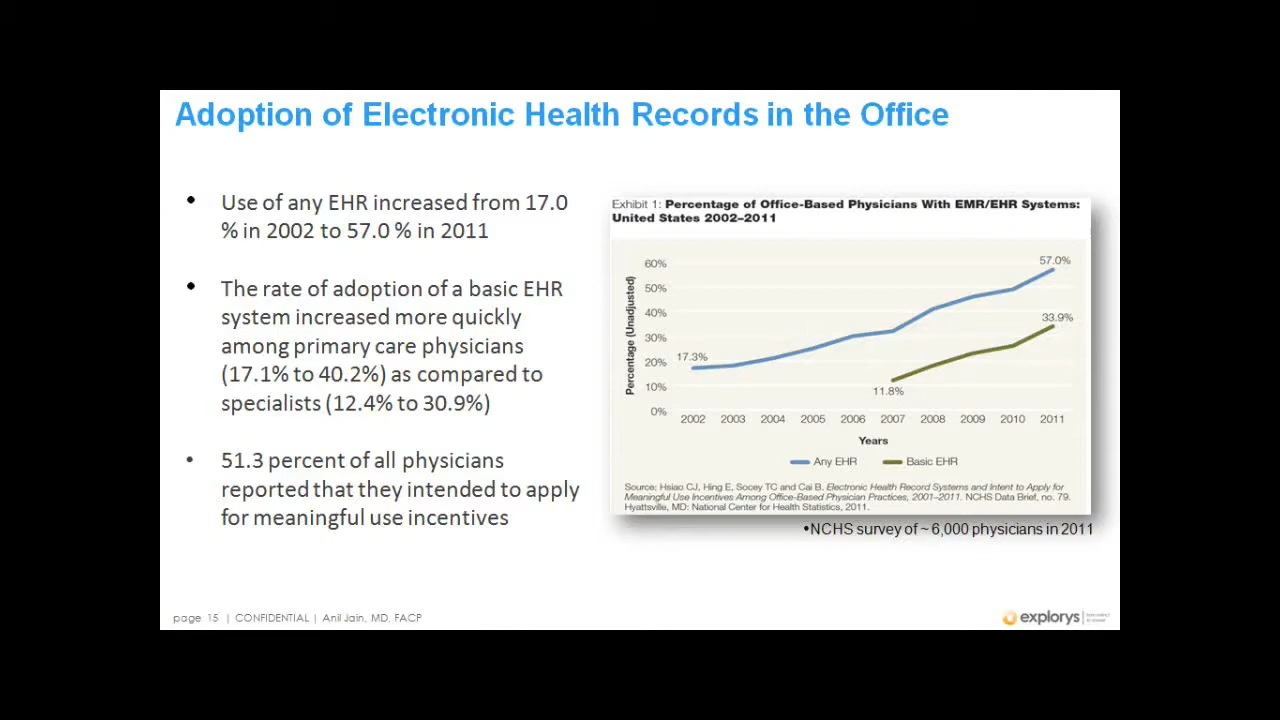 Adoption of Electronic Health Records in the Office
• Use of any EHR increased from 17.0
% in 2002 to 57.0 % in 2011
• The rate of adoption of a basic EHR
system increased more quickly
among primary care physicians
(17.1% to 40.2%) as compared to
specialists (12.4% to 30.9%)
• 51.3 percent of all physicians
reported that they intended to apply
for meaningful use incentives
Exhibit 1: Percentage of Office-Based Physicians With EMR/EHR Systems:
United States 2002–2011
Percentage (Unadjusted)
60%
50%
40%
30%
20%
10%
0%
17.3%
57.0%
11.8%
33.9%
2002 2003 2004 2005 2006 2007 2008 2009 2010 2011
Years
Any EHR Basic EHR
Source: Hsiao CJ, Hing E, Socey TC and Cai B. Electronic Health Record Systems and Intent to Apply for
Meaningful Use Incentives Among Office-Based Physician Practices, 2001–2011. NCHS Data Brief, no. 79.
Hyattsville, MD: National Center for Health Statistics, 2011.
•NCHS survey of ~ 6,000 physicians in 2011
page 15 | CONFIDENTIAL | Anil Jain, MD, FACP
explorys